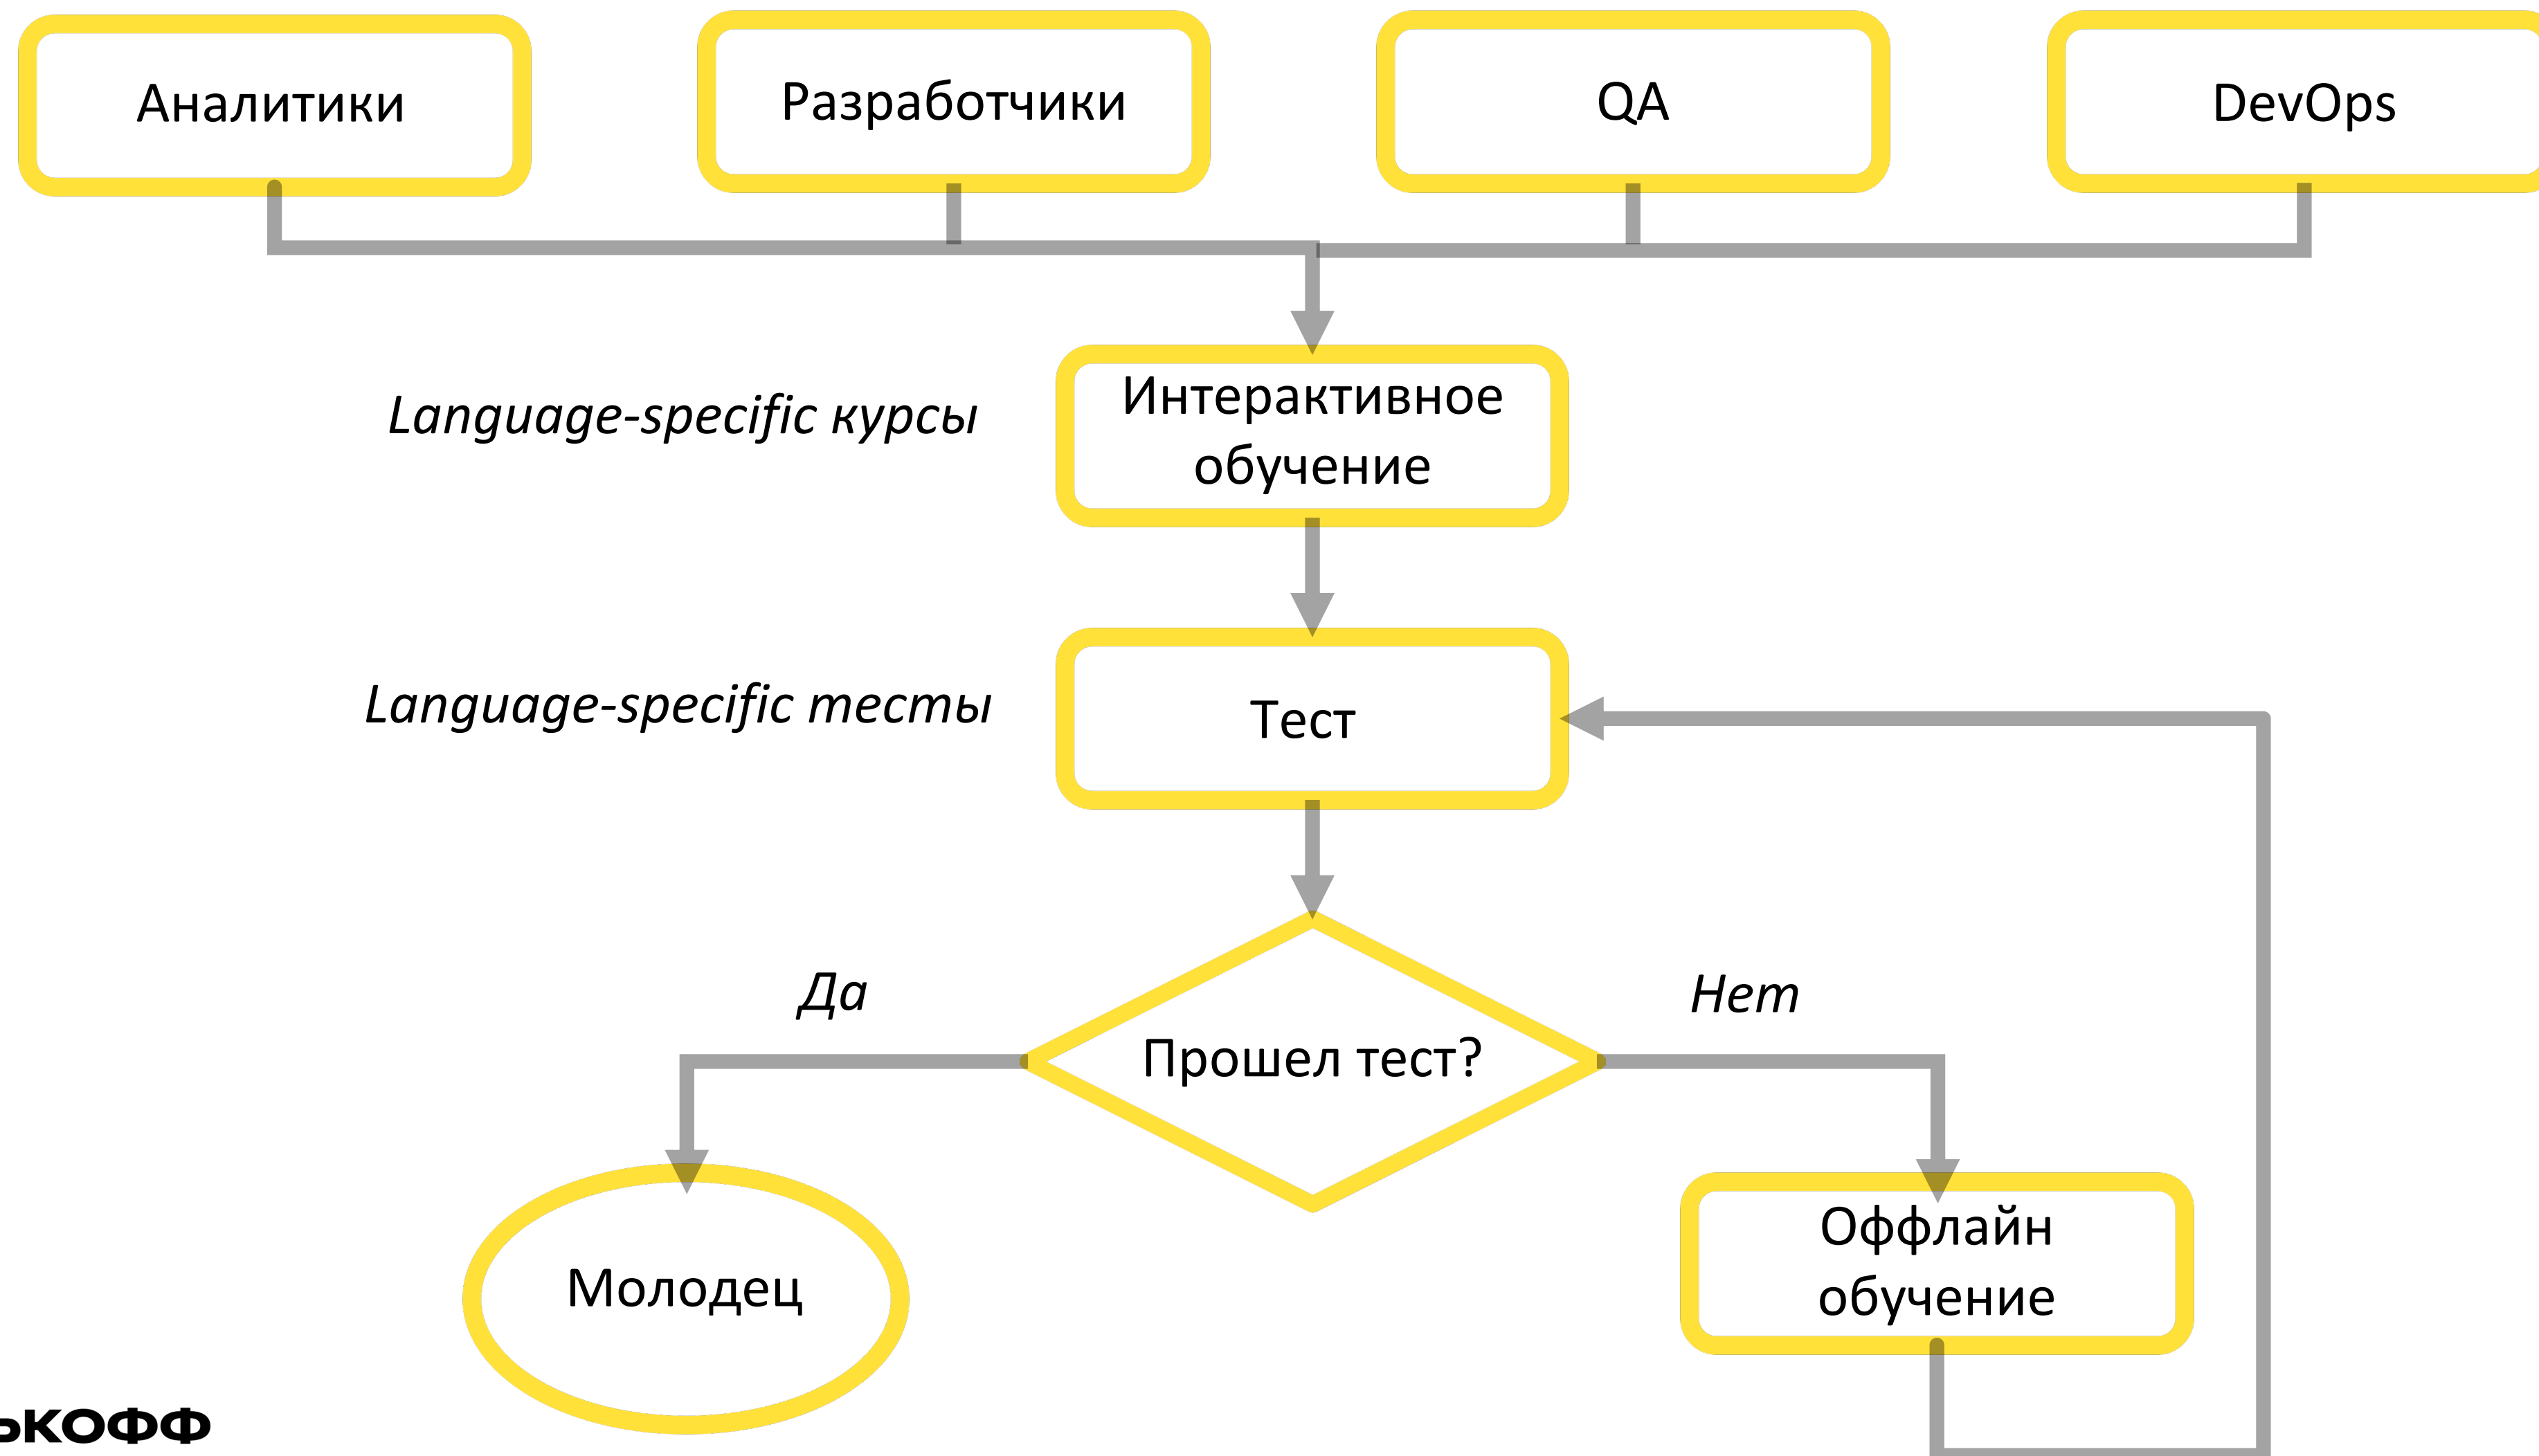 Аналитики
Разработчики
QA
DevOps
Language-specific курсы
Интерактивное
обучение
Language-specific тесты
Тест
Да
Нет
Прошел тест?
Оффлайн
обучение
Молодец
ькофф